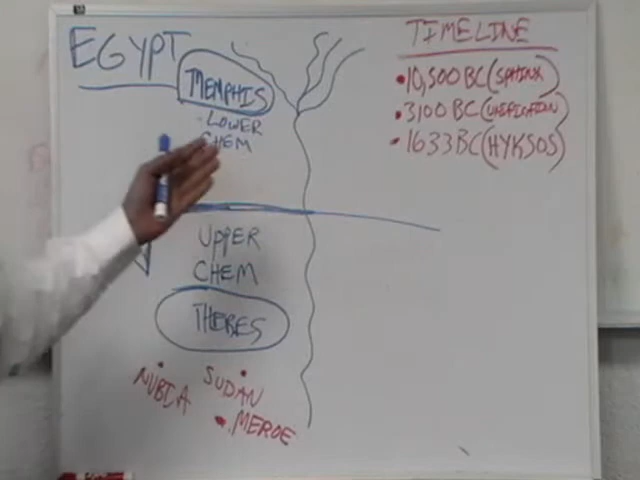 EGYPT
MEMPHIS
- LOWER
CHEM
UPPER
CHEM
THEBES
NUBIA
SUDAN
MEROE
TIMELINE
• 10,500 BC (SPHINX)
• 3100 BC (UNIFICATION)
• 1633 BC (HYKSOS)